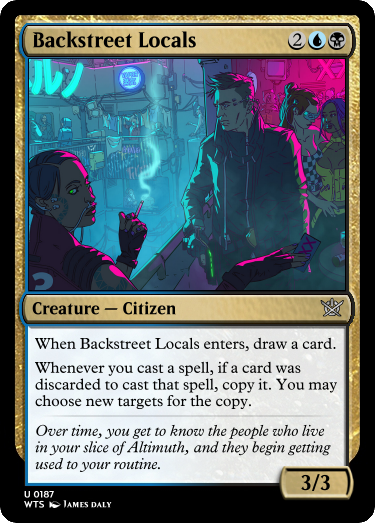 Backstreet Locals 2
ルノ
Creature — Citizen
When Backstreet Locals enters, draw a card.
Whenever you cast a spell, if a card was
discarded to cast that spell, copy it. You may
choose new targets for the copy.
Over time, you get to know the people who live
in your slice of Altimuth, and they begin getting
used to your routine.
3/3
U 0187
WTS JAMES DALY